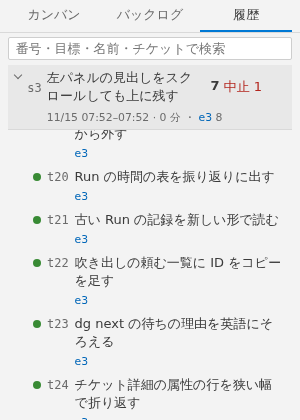 カンバン バックログ 履歴
番号・目標・名前・チケットで検索
s3 左パネルの見出しをスク 7 中止 1
ロールしても上に残す
11/15 07:52–07:52 · 0 分 · e3 8
から外す
e3
t20 Run の時間の表を振り返りに出す
e3
t21 古い Run の記録を新しい形で読む
e3
t22 吹き出しの頼む一覧に ID をコピー
を足す
e3
t23 dg next の待ちの理由を英語にそ
ろえる
e3
t24 チケット詳細の属性の行を狭い幅
で折り返す